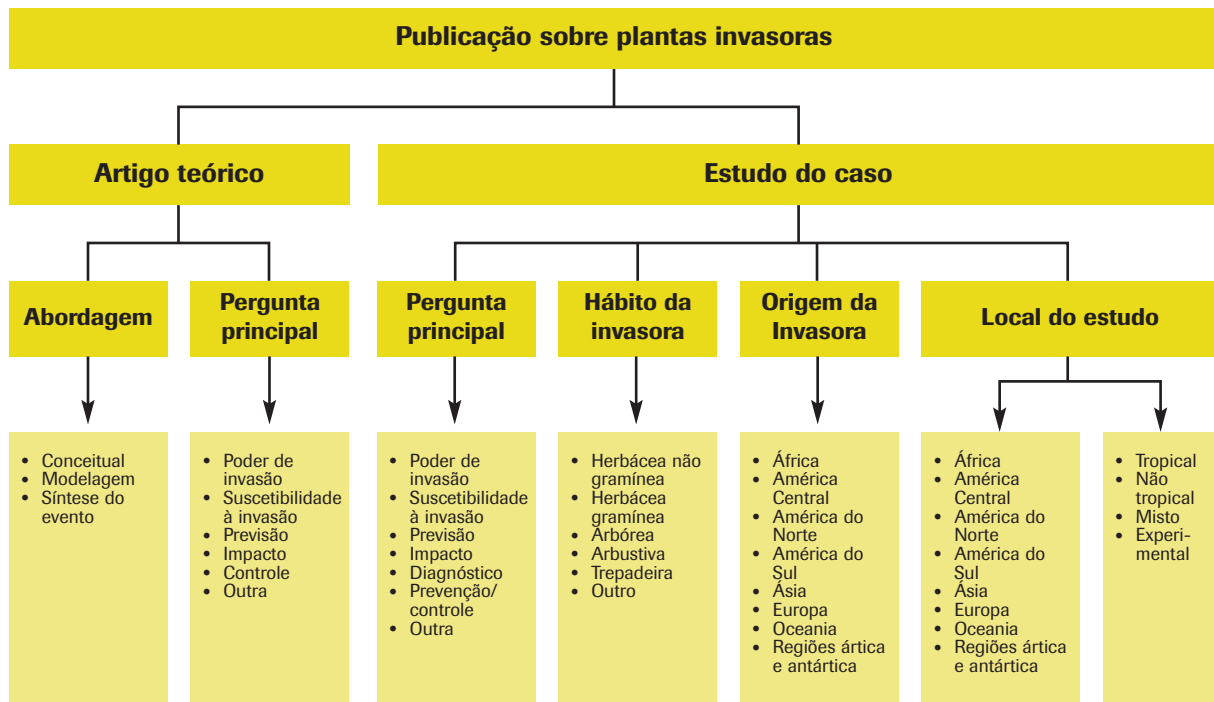 Publicação sobre plantas invasoras
Artigo teórico
Estudo do caso
Abordagem
Pergunta
principal
Pergunta
principal
Hábito da
invasora
Origem da
Invasora
Local do estudo
• Conceitual
• Modelagem
• Síntese do
evento
• Poder de
invasão
• Suscetibilidade
à invasão
• Previsão
• Impacto
• Controle
• Outra
• Poder de
invasão
• Suscetibilidade
à invasão
• Previsão
• Impacto
• Diagnóstico
• Prevenção/
controle
• Outra
• Herbácea não
gramínea
• Herbácea
gramínea
• Arbórea
• Arbustiva
• Trepadeira
• Outro
• África
• América
Central
• América do
Norte
• América do
Sul
• Ásia
• Europa
• Oceania
• Regiões ártica
e antártica
• África
• América
Central
• América do
Norte
• América do
Sul
• Ásia
• Europa
• Oceania
• Regiões ártica
e antártica
• Tropical
• Não
tropical
• Misto
• Experi-
mental